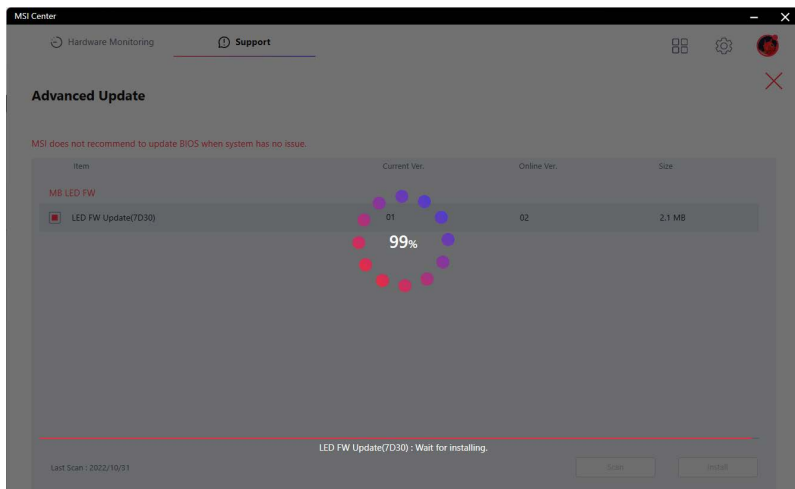 MSI Center
Hardware Monitoring
Support
Advanced Update
MSI does not recommend to update BIOS when system has no issue.
Item Current Ver. Online Ver. Size
MB LED FW
LED FW Update(7D30) 01 02 2.1 MB
99%
LED FW Update(7D30) : Wait for installing.
Last Scan : 2022/10/31 Scan Install